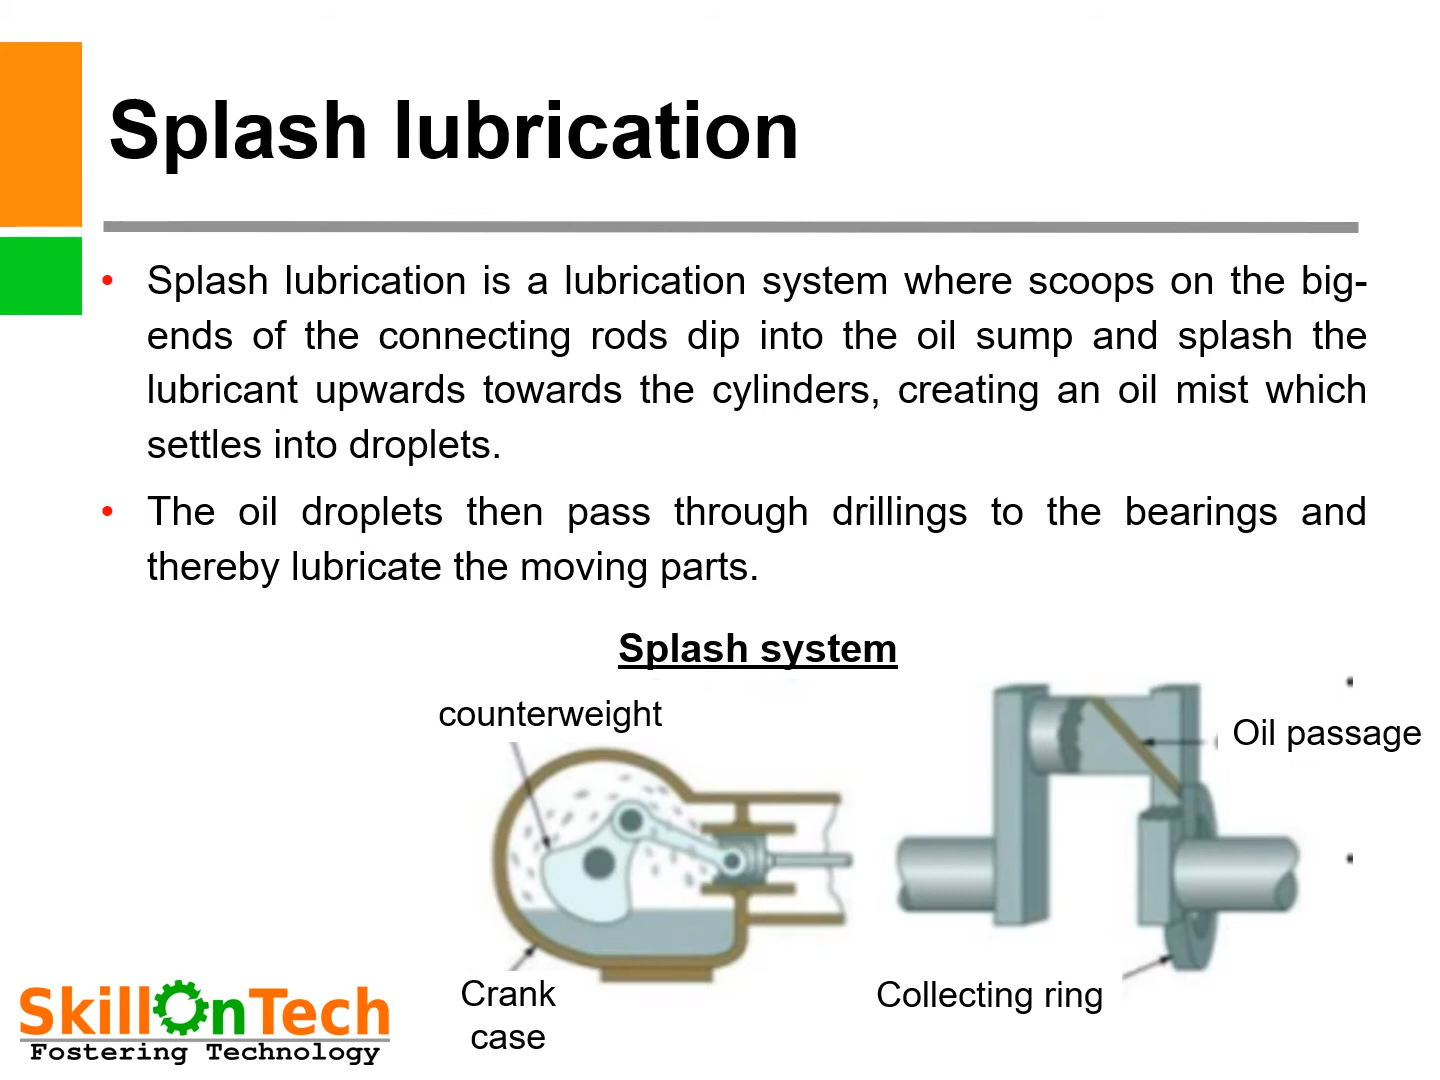 Splash lubrication
• Splash lubrication is a lubrication system where scoops on the big-
ends of the connecting rods dip into the oil sump and splash the
lubricant upwards towards the cylinders, creating an oil mist which
settles into droplets.
• The oil droplets then pass through drillings to the bearings and
thereby lubricate the moving parts.
Splash system
counterweight
Oil passage
Crank
case
Collecting ring
SkillOnTech
Fostering Technology